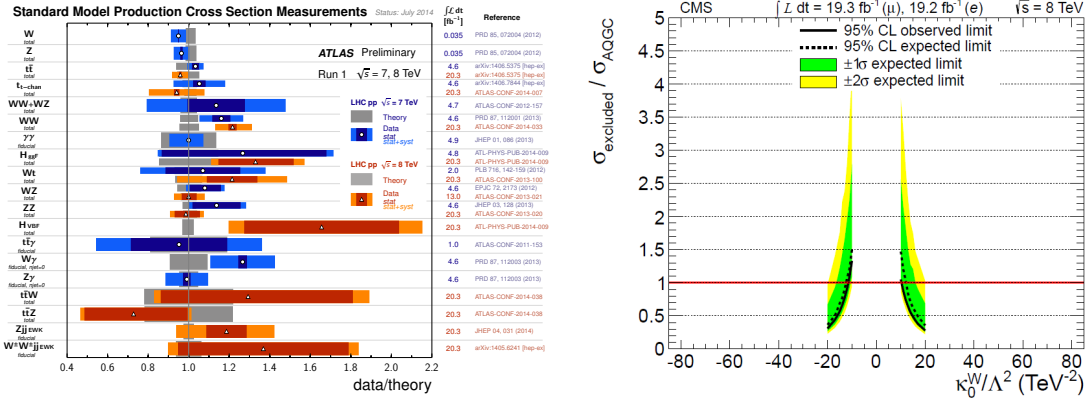 Standard Model Production Cross Section Measurements Status: July 2014
∫L dt [fb⁻¹] Reference
W total 0.035 PRD 85, 072004 (2012)
Z total 0.035 PRD 85, 072004 (2012)
tt̄ total 4.6 arXiv:1406.5375 [hep-ex]
20.3 arXiv:1406.5375 [hep-ex]
t t−chan total 4.6 arXiv:1406.7844 [hep-ex]
20.3 ATLAS-CONF-2014-007
WW+WZ total 4.7 ATLAS-CONF-2012-157
WW total 4.6 PRD 87, 112001 (2013)
20.3 ATLAS-CONF-2014-033
γγ fiducial 4.9 JHEP 01, 086 (2013)
H ggF total 4.8 ATL-PHYS-PUB-2014-009
20.3 ATL-PHYS-PUB-2014-009
Wt total 2.0 PLB 716, 142-159 (2012)
20.3 ATLAS-CONF-2013-100
WZ total 4.6 EPJC 72, 2173 (2012)
13.0 ATLAS-CONF-2013-021
ZZ total 4.6 JHEP 03, 128 (2013)
20.3 ATLAS-CONF-2013-020
H VBF total 20.3 ATL-PHYS-PUB-2014-009
tt̄γ fiducial 1.0 ATLAS-CONF-2011-153
Wγ fiducial, njet=0 4.6 PRD 87, 112003 (2013)
Zγ fiducial, njet=0 4.6 PRD 87, 112003 (2013)
tt̄W total 20.3 ATLAS-CONF-2014-038
tt̄Z total 20.3 ATLAS-CONF-2014-038
Zjj EWK fiducial 20.3 JHEP 04, 031 (2014)
W±W±jj EWK fiducial 20.3 arXiv:1405.6241 [hep-ex]
ATLAS Preliminary
Run 1 √s = 7, 8 TeV
LHC pp √s = 7 TeV
Theory
Data
stat
stat+syst
LHC pp √s = 8 TeV
Theory
Data
stat
stat+syst
0.4 0.6 0.8 1.0 1.2 1.4 1.6 1.8 2.0 2.2 2.4
data/theory
CMS ∫ L dt = 19.3 fb⁻¹ (μ), 19.2 fb⁻¹ (e) √s = 8 TeV
95% CL observed limit
95% CL expected limit
±1σ expected limit
±2σ expected limit
σexcluded / σAQGC
5
4.5
4
3.5
3
2.5
2
1.5
1
0.5
0
-80 -60 -40 -20 0 20 40 60 80
κ₀ᵂ/Λ² (TeV⁻²)